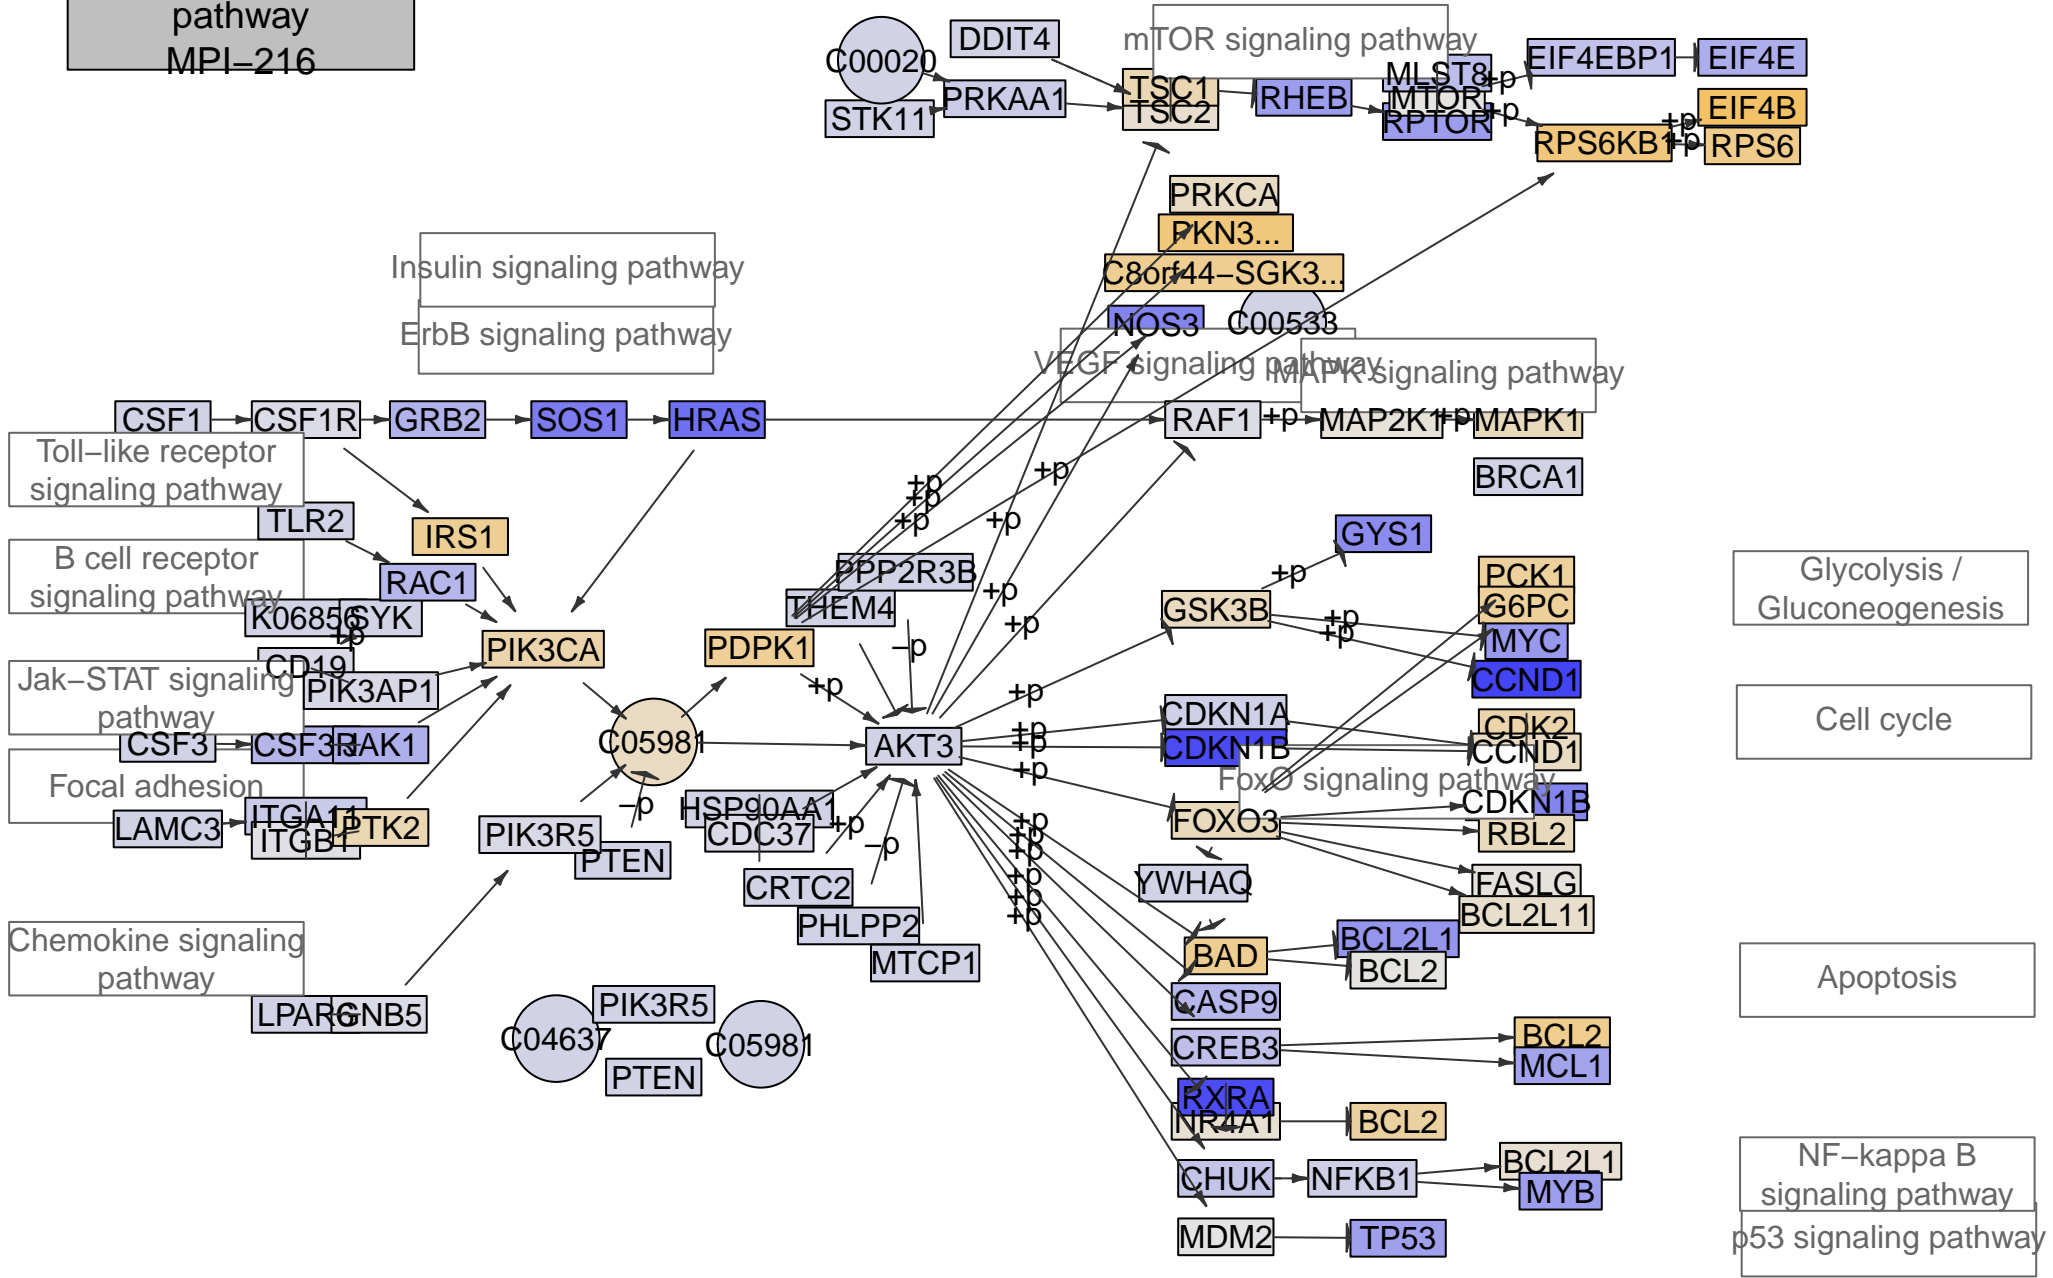 pathway
MPI−216
C00020
DDIT4
mTOR signaling pathway
STK11
PRKAA1
TSC1
TSC2
RHEB
MLST8
MTOR
RPTOR
+p
+p
EIF4EBP1
EIF4E
RPS6KB1
+p
+p
EIF4B
RPS6
PRKCA
PKN3...
C8orf44−SGK3...
NOS3
C00533
Insulin signaling pathway
ErbB signaling pathway
VEGF signaling pathway
MAPK signaling pathway
CSF1
CSF1R
GRB2
SOS1
HRAS
RAF1
+p
MAP2K1
+p
MAPK1
BRCA1
Toll−like receptor
signaling pathway
TLR2
IRS1
+p
+p
+p
+p
+p
GYS1
B cell receptor
signaling pathway
RAC1
K06856
SYK
+p
CD19
PIK3AP1
PIK3CA
PDPK1
PPP2R3B
THEM4
−p
+p
+p
+p
GSK3B
+p
+p
+p
PCK1
G6PC
MYC
CCND1
Glycolysis /
Gluconeogenesis
Jak−STAT signaling
pathway
CSF3
CSF3R
JAK1
C05981
AKT3
+p
+p
+p
+p
CDKN1A
CDKN1B
CDK2
CCND1
Cell cycle
Focal adhesion
LAMC3
ITGA11
ITGB1
PTK2
PIK3R5
PTEN
−p
HSP90AA1
CDC37
+p
−p
FoxO signaling pathway
FOXO3
CDKN1B
RBL2
FASLG
BCL2L11
YWHAQ
CRTC2
PHLPP2
MTCP1
+p
+p
+p
+p
+p
+p
Chemokine signaling
pathway
LPAR6
GNB5
C04637
PIK3R5
PTEN
C05981
BAD
BCL2L1
BCL2
CASP9
CREB3
BCL2
MCL1
Apoptosis
RXRA
NR4A1
BCL2
CHUK
NFKB1
BCL2L1
MYB
MDM2
TP53
NF−kappa B
signaling pathway
p53 signaling pathway